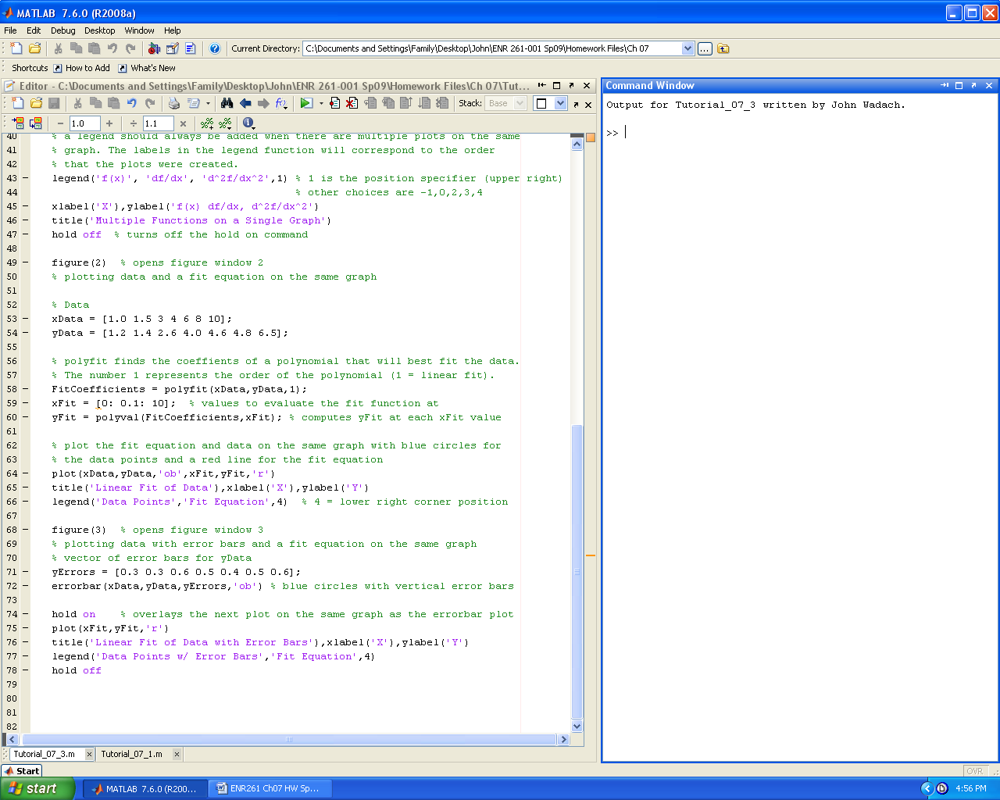 MATLAB 7.6.0 (R2008a)
File Edit Debug Desktop Window Help
Current Directory: C:\Documents and Settings\Family\Desktop\John\ENR 261-001 Sp09\Homework Files\Ch 07
Shortcuts How to Add What's New
Editor - C:\Documents and Settings\Family\Desktop\John\ENR 261-001 Sp09\Homework Files\Ch 07\Tut...
Stack: Base
1.0 1.1
40 % a legend should always be added when there are multiple plots on the same
41 % graph. The labels in the legend function will correspond to the order
42 % that the plots were created.
43 – legend('f(x)', 'df/dx', 'd^2f/dx^2',1) % 1 is the position specifier (upper right)
44 % other choices are -1,0,2,3,4
45 – xlabel('X'),ylabel('f(x) df/dx, d^2f/dx^2')
46 – title('Multiple Functions on a Single Graph')
47 – hold off % turns off the hold on command
48
49 – figure(2) % opens figure window 2
50 % plotting data and a fit equation on the same graph
51
52 % Data
53 – xData = [1.0 1.5 3 4 6 8 10];
54 – yData = [1.2 1.4 2.6 4.0 4.6 4.8 6.5];
55
56 % polyfit finds the coeffients of a polynomial that will best fit the data.
57 % The number 1 represents the order of the polynomial (1 = linear fit).
58 – FitCoefficients = polyfit(xData,yData,1);
59 – xFit = [0: 0.1: 10]; % values to evaluate the fit function at
60 – yFit = polyval(FitCoefficients,xFit); % computes yFit at each xFit value
61
62 % plot the fit equation and data on the same graph with blue circles for
63 % the data points and a red line for the fit equation
64 – plot(xData,yData,'ob',xFit,yFit,'r')
65 – title('Linear Fit of Data'),xlabel('X'),ylabel('Y')
66 – legend('Data Points','Fit Equation',4) % 4 = lower right corner position
67
68 – figure(3) % opens figure window 3
69 % plotting data with error bars and a fit equation on the same graph
70 % vector of error bars for yData
71 – yErrors = [0.3 0.3 0.6 0.5 0.4 0.5 0.6];
72 – errorbar(xData,yData,yErrors,'ob') % blue circles with vertical error bars
73
74 – hold on % overlays the next plot on the same graph as the errorbar plot
75 – plot(xFit,yFit,'r')
76 – title('Linear Fit of Data with Error Bars'),xlabel('X'),ylabel('Y')
77 – legend('Data Points w/ Error Bars','Fit Equation',4)
78 – hold off
79
80
81
82
Tutorial_07_3.m Tutorial_07_1.m
Command Window
Output for Tutorial_07_3 written by John Wadach.
>>
Start
OVR
start
MATLAB 7.6.0 (R200...
ENR261 Ch07 HW Sp...
4:56 PM